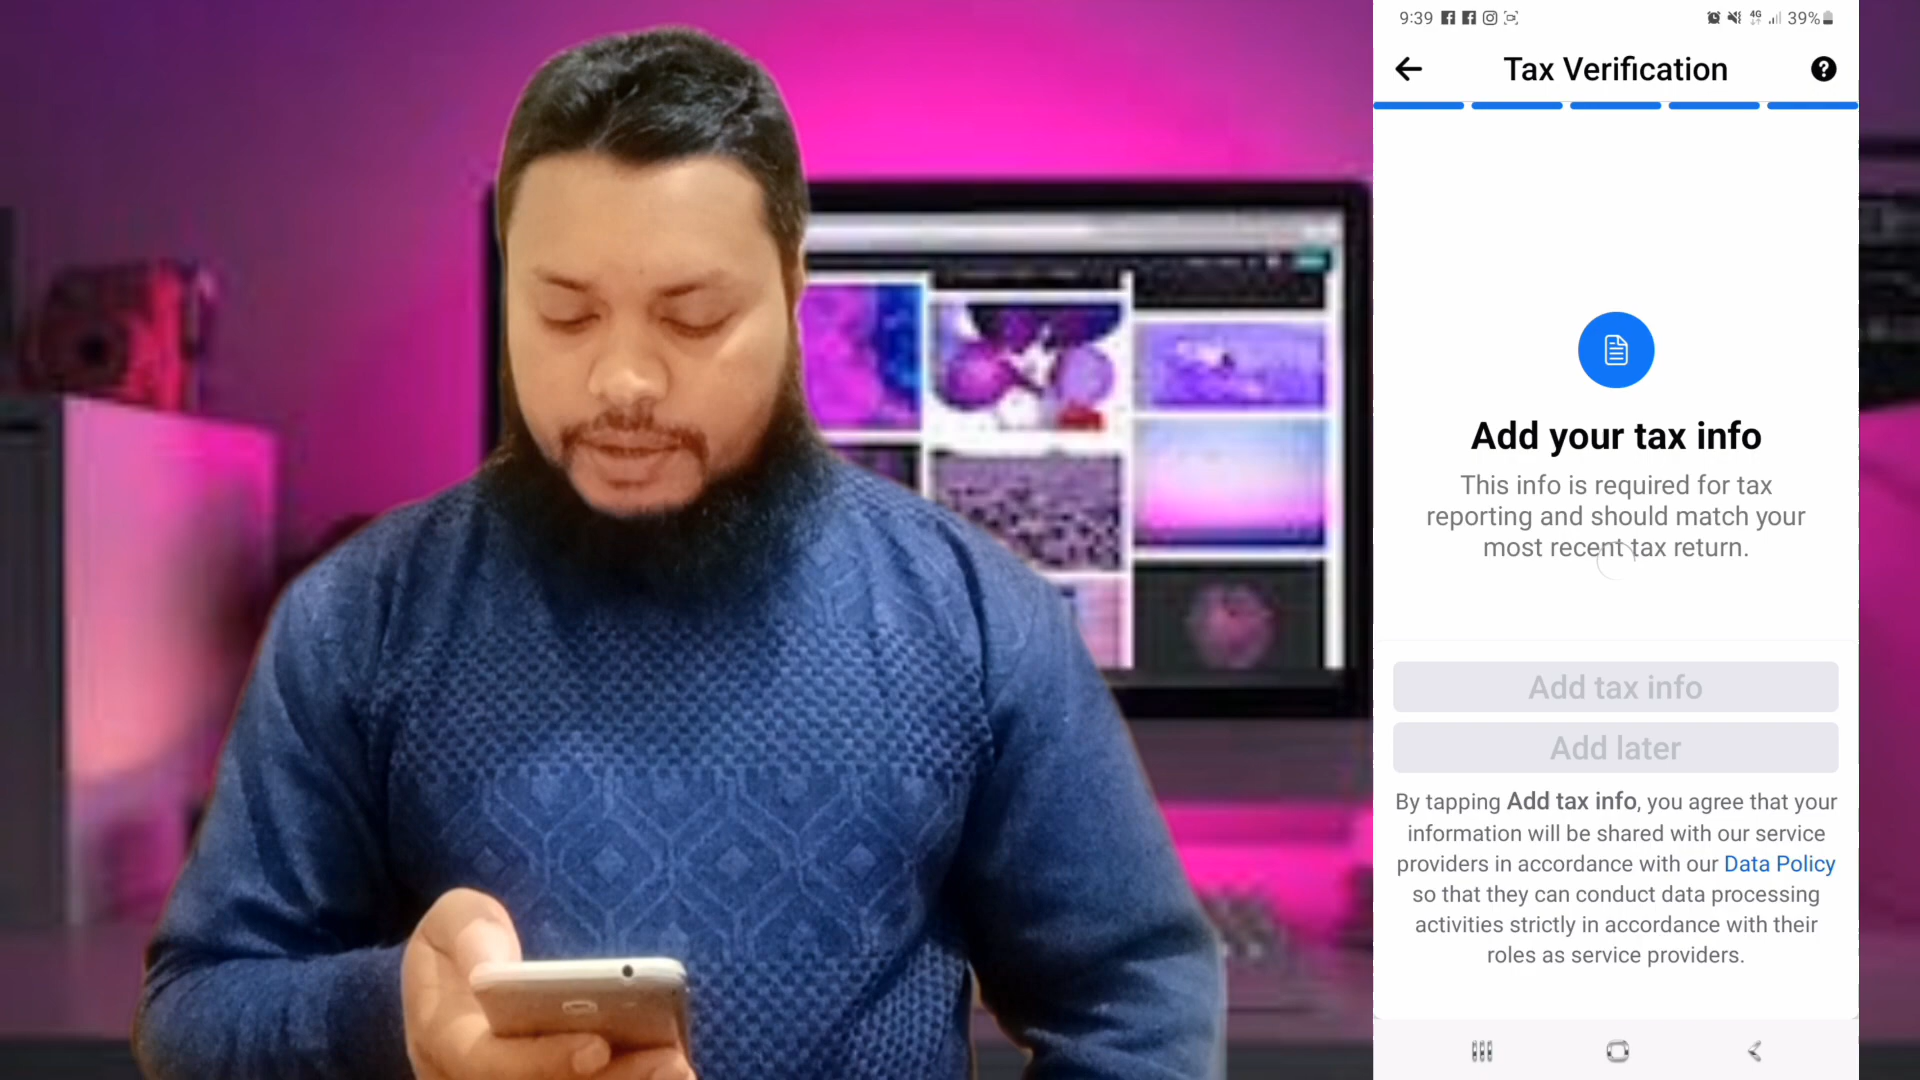 9:39
4G
39%
Tax Verification
Add your tax info
This info is required for tax
reporting and should match your
most recent tax return.
Add tax info
Add later
By tapping Add tax info, you agree that your
information will be shared with our service
providers in accordance with our Data Policy
so that they can conduct data processing
activities strictly in accordance with their
roles as service providers.